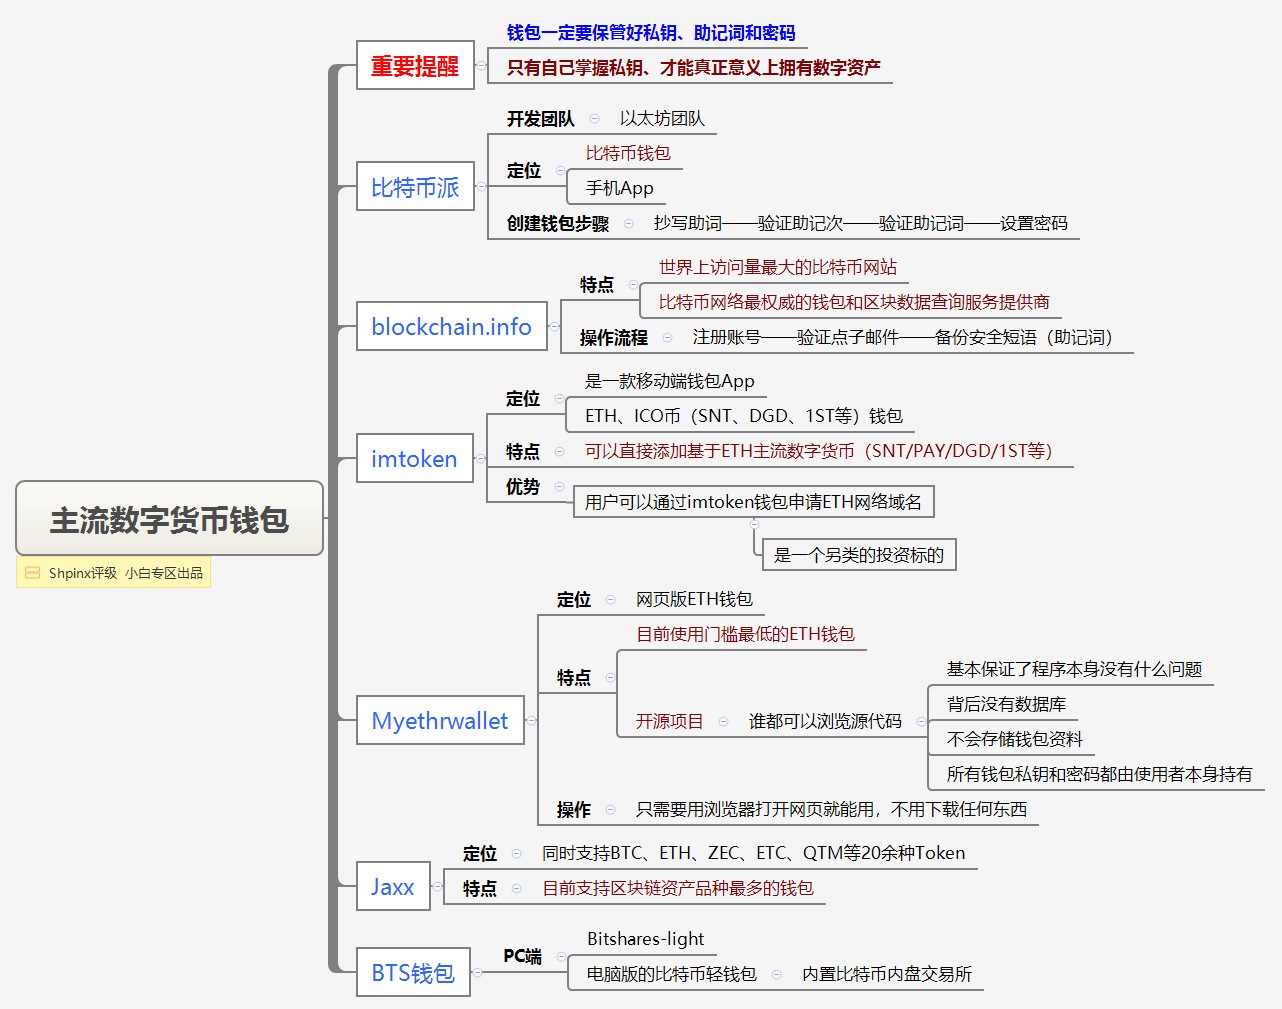 钱包一定要保管好私钥、助记词和密码
重要提醒
只有自己掌握私钥、才能真正意义上拥有数字资产
开发团队
以太坊团队
比特币派
定位
比特币钱包
手机App
创建钱包步骤
抄写助词——验证助记次——验证助记词——设置密码
blockchain.info
特点
世界上访问量最大的比特币网站
比特币网络最权威的钱包和区块数据查询服务提供商
操作流程
注册账号——验证点子邮件——备份安全短语（助记词）
imtoken
定位
是一款移动端钱包App
ETH、ICO币（SNT、DGD、1ST等）钱包
特点
可以直接添加基于ETH主流数字货币（SNT/PAY/DGD/1ST等）
优势
用户可以通过imtoken钱包申请ETH网络域名
是一个另类的投资标的
主流数字货币钱包
Shpinx评级 小白专区出品
Myethrwallet
定位
网页版ETH钱包
特点
目前使用门槛最低的ETH钱包
开源项目
谁都可以浏览源代码
基本保证了程序本身没有什么问题
背后没有数据库
不会存储钱包资料
所有钱包私钥和密码都由使用者本身持有
操作
只需要用浏览器打开网页就能用，不用下载任何东西
Jaxx
定位
同时支持BTC、ETH、ZEC、ETC、QTM等20余种Token
特点
目前支持区块链资产品种最多的钱包
BTS钱包
PC端
Bitshares-light
电脑版的比特币轻钱包
内置比特币内盘交易所